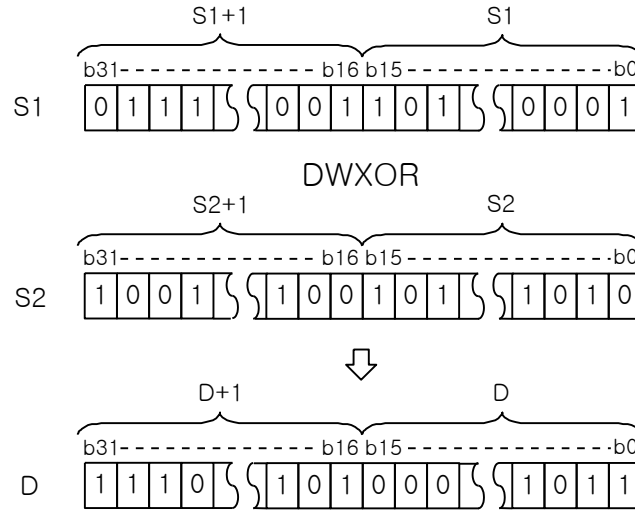 S1+1 S1
b31 b16 b15 b0
S1 0 1 1 1 0 0 1 1 0 1 0 0 0 1
DWXOR
S2+1 S2
b31 b16 b15 b0
S2 1 0 0 1 1 0 0 1 0 1 1 0 1 0
D+1 D
b31 b16 b15 b0
D 1 1 1 0 1 0 1 0 0 0 1 0 1 1